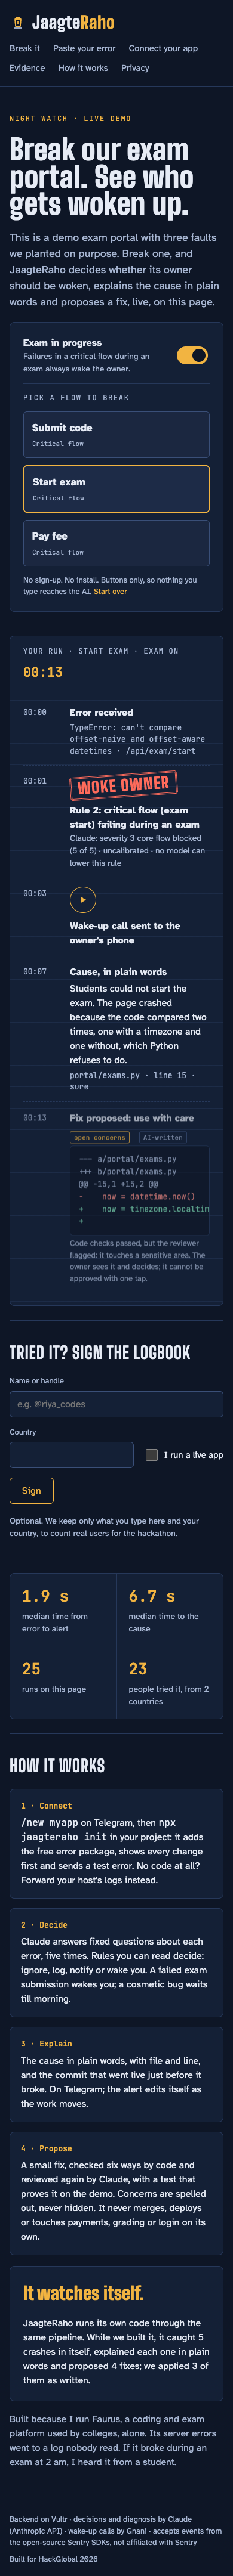 JaagteRaho
Break it Paste your error Connect your app
Evidence How it works Privacy
NIGHT WATCH · LIVE DEMO
Break our exam
portal. See who
gets woken up.
This is a demo exam portal with three faults
we planted on purpose. Break one, and
JaagteRaho decides whether its owner
should be woken, explains the cause in plain
words and proposes a fix, live, on this page.
Exam in progress
Failures in a critical flow during an
exam always wake the owner.
PICK A FLOW TO BREAK
Submit code
Critical flow
Start exam
Critical flow
Pay fee
Critical flow
No sign-up. No install. Buttons only, so nothing you
type reaches the AI. Start over
YOUR RUN · START EXAM · EXAM ON
00:13
00:00 Error received
TypeError: can't compare
offset-naive and offset-aware
datetimes · /api/exam/start
00:01 WOKE OWNER
Rule 2: critical flow (exam
start) failing during an exam
Claude: severity 3 core flow blocked
(5 of 5) · uncalibrated · no model can
lower this rule
00:03
Wake-up call sent to the
owner's phone
00:07 Cause, in plain words
Students could not start the
exam. The page crashed
because the code compared two
times, one with a timezone and
one without, which Python
refuses to do.
portal/exams.py · line 15 ·
sure
00:13 Fix proposed: use with care
open concerns AI-written
--- a/portal/exams.py
+++ b/portal/exams.py
@@ -15,1 +15,2 @@
- now = datetime.now()
+ now = timezone.localtim
+
Code checks passed, but the reviewer
flagged: it touches a sensitive area. The
owner sees it and decides; it cannot be
approved with one tap.
TRIED IT? SIGN THE LOGBOOK
Name or handle
e.g. @riya_codes
Country
I run a live app
Sign
Optional. We keep only what you type here and your
country, to count real users for the hackathon.
1.9 s
median time from
error to alert
6.7 s
median time to the
cause
25
runs on this page
23
people tried it, from 2
countries
HOW IT WORKS
1 · Connect
/new myapp on Telegram, then npx
jaagteraho init in your project: it adds
the free error package, shows every change
first and sends a test error. No code at all?
Forward your host's logs instead.
2 · Decide
Claude answers fixed questions about each
error, five times. Rules you can read decide:
ignore, log, notify or wake you. A failed exam
submission wakes you; a cosmetic bug waits
till morning.
3 · Explain
The cause in plain words, with file and line,
and the commit that went live just before it
broke. On Telegram; the alert edits itself as
the work moves.
4 · Propose
A small fix, checked six ways by code and
reviewed again by Claude, with a test that
proves it on the demo. Concerns are spelled
out, never hidden. It never merges, deploys
or touches payments, grading or login on its
own.
It watches itself.
JaagteRaho runs its own code through the
same pipeline. While we built it, it caught 5
crashes in itself, explained each one in plain
words and proposed 4 fixes; we applied 3 of
them as written.
Built because I run Faurus, a coding and exam
platform used by colleges, alone. Its server errors
went to a log nobody read. If it broke during an
exam at 2 am, I heard it from a student.
Backend on Vultr · decisions and diagnosis by Claude
(Anthropic API) · wake-up calls by Gnani · accepts events from
the open-source Sentry SDKs, not affiliated with Sentry
Built for HackGlobal 2026